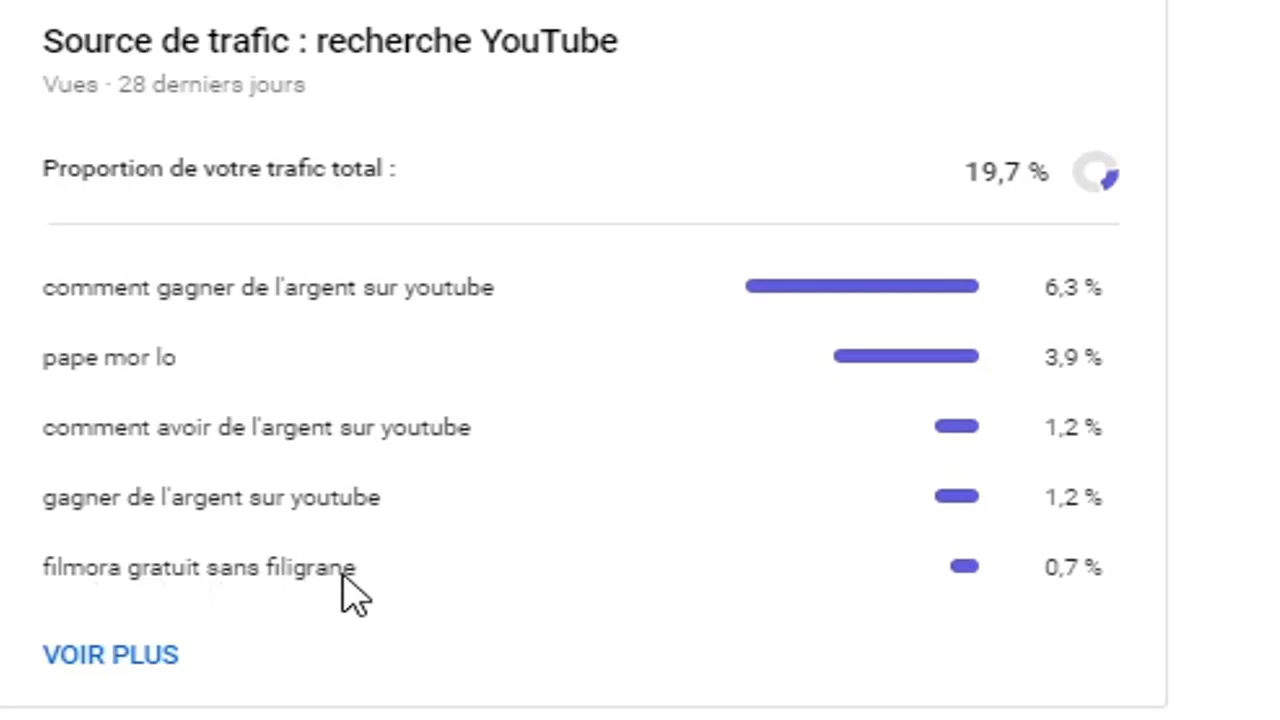 Source de trafic : recherche YouTube
Vues · 28 derniers jours
Proportion de votre trafic total : 19,7 %
comment gagner de l'argent sur youtube 6,3 %
pape mor lo 3,9 %
comment avoir de l'argent sur youtube 1,2 %
gagner de l'argent sur youtube 1,2 %
filmora gratuit sans filigrane 0,7 %
VOIR PLUS